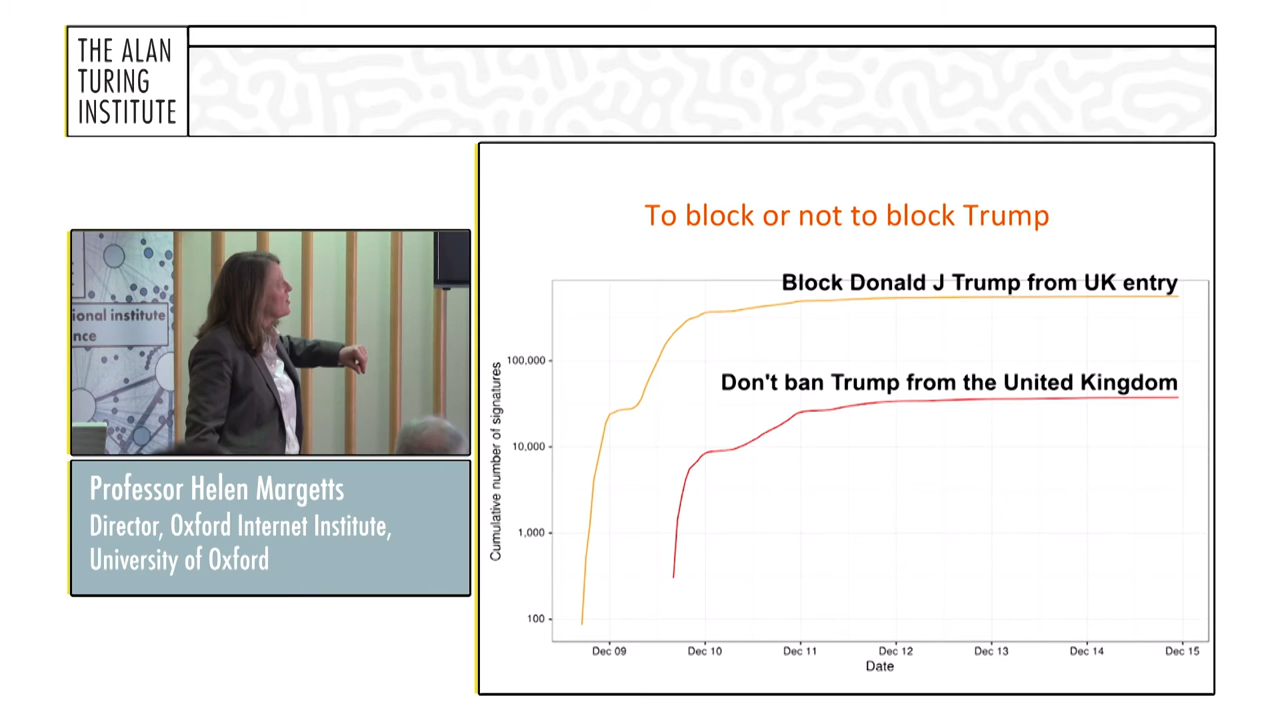 THE ALAN
TURING
INSTITUTE
ional institute
nce
Professor Helen Margetts
Director, Oxford Internet Institute,
University of Oxford
To block or not to block Trump
Block Donald J Trump from UK entry
Don't ban Trump from the United Kingdom
Cumulative number of signatures
100,000
10,000
1,000
100
Dec 09 Dec 10 Dec 11 Dec 12 Dec 13 Dec 14 Dec 15
Date